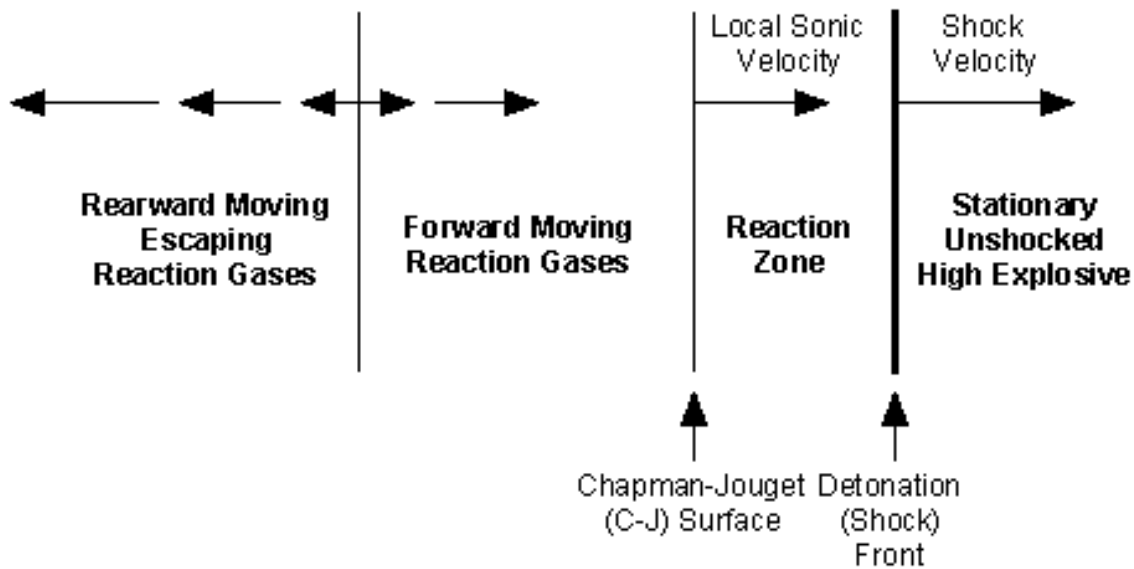 Local Sonic
Velocity
Shock
Velocity
Rearward Moving
Escaping
Reaction Gases
Forward Moving
Reaction Gases
Reaction
Zone
Stationary
Unshocked
High Explosive
Chapman-Jouget
(C-J) Surface
Detonation
(Shock)
Front